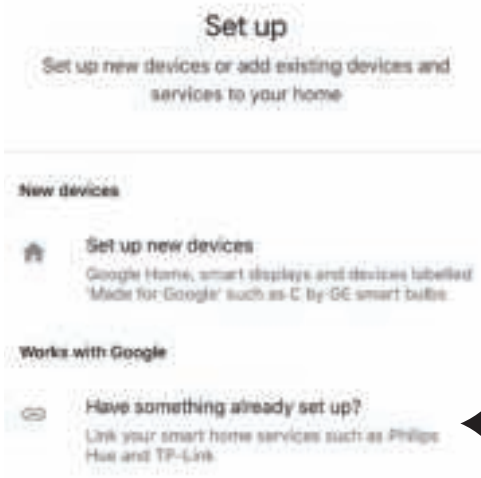 Set up
Set up new devices or add existing devices and
services to your home
New devices
Set up new devices
Google Home, smart displays and devices labelled
'Made for Google' such as C by GE smart bulbs
Works with Google
Have something already set up?
Link your smart home services such as Philips
Hue and TP-Link